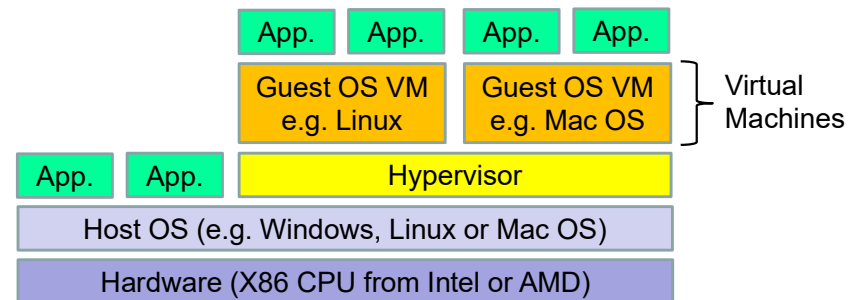 App. App. App. App.
Guest OS VM
e.g. Linux
Guest OS VM
e.g. Mac OS
Virtual
Machines
App. App. Hypervisor
Host OS (e.g. Windows, Linux or Mac OS)
Hardware (X86 CPU from Intel or AMD)